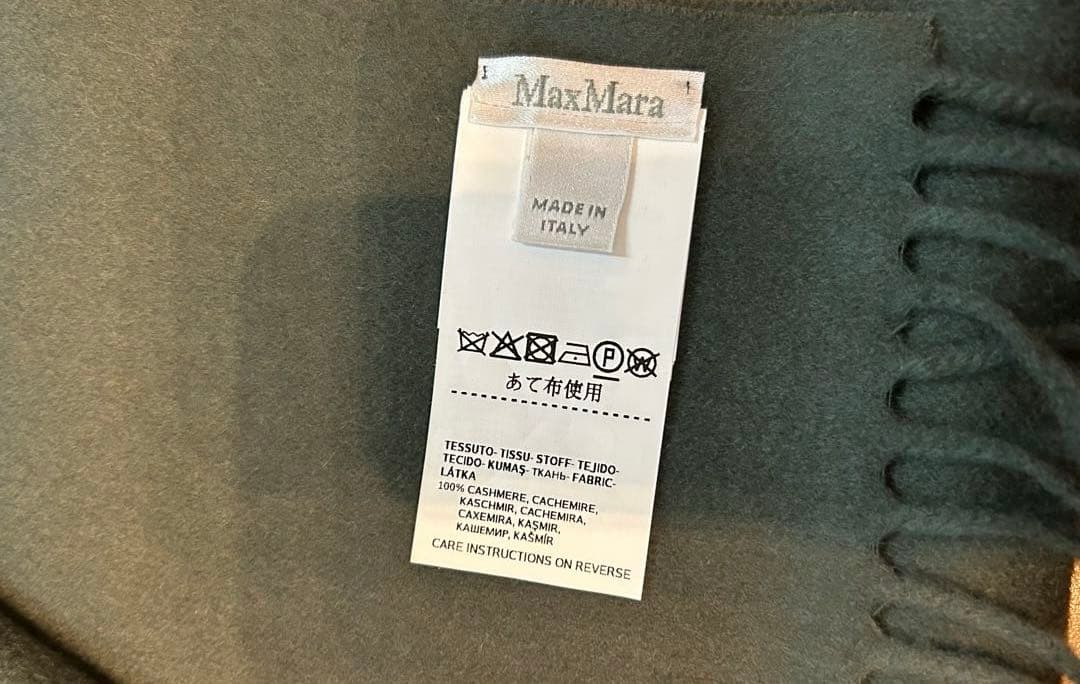 MaxMara
MADE IN
ITALY
P
W
あて布使用
TESSUTO- TISSU- STOFF- TEJIDO-
TECIDO- KUMAŞ- ТКАНЬ- FABRIC-
LÁTKA
100% CASHMERE, CACHEMIRE,
KASCHMIR, CACHEMIRA,
CAXEMIRA, KAŞMIR,
КАШЕМИР, KAŠMÍR
CARE INSTRUCTIONS ON REVERSE